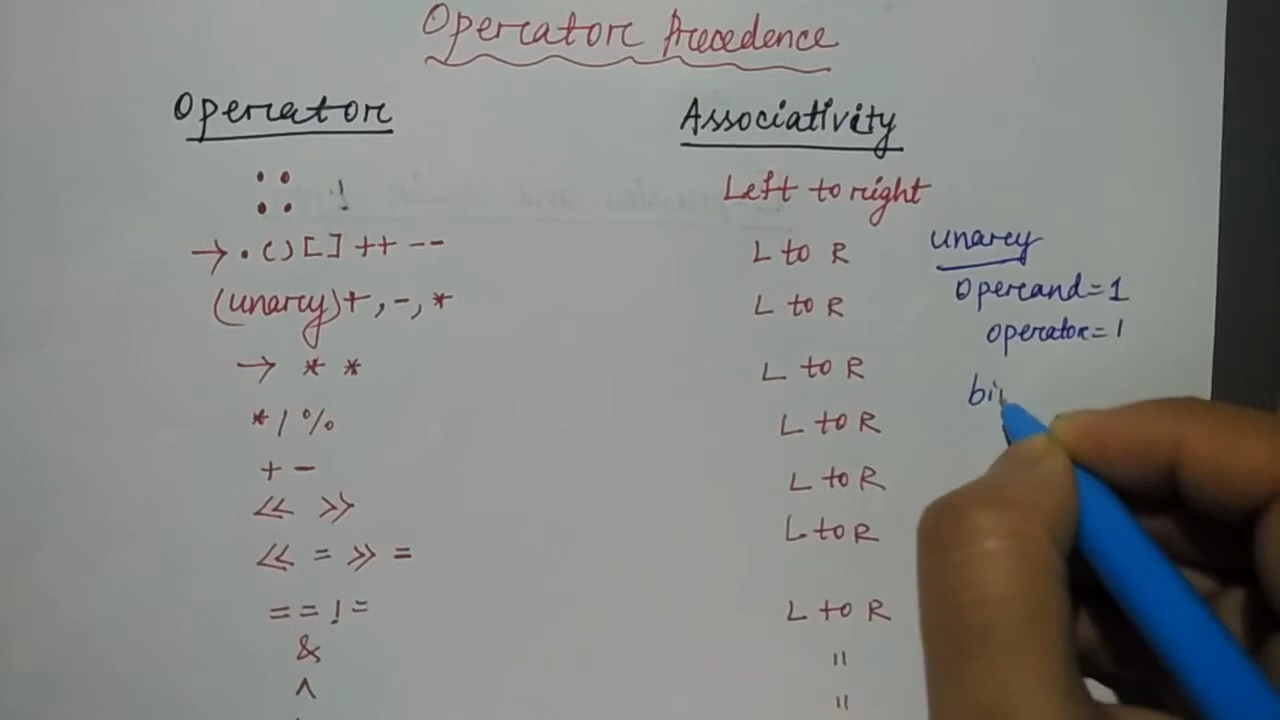 Operator Precedence
Operator Associativity
:: ! Left to right
→ . () [] ++ -- L to R
(unary) +, -, * L to R
→ * * L to R
* / % L to R
+ - L to R
<< >> L to R
<< = >> =
== != L to R
& "
^ "
unary
operand = 1
operator = 1
bi